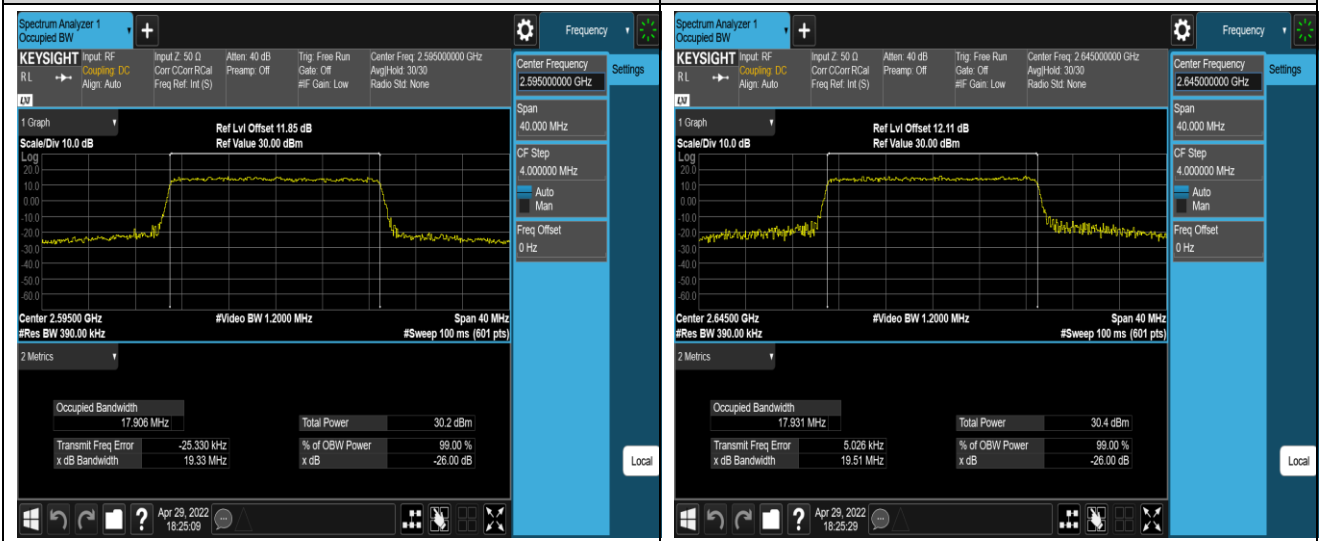 Spectrum Analyzer 1
Occupied BW
+
Frequency
KEYSIGHT Input: RF Input Z: 50 Ω Atten: 40 dB Trig: Free Run Center Freq: 2.595000000 GHz
RL Coupling: DC Corr CCorr RCal Preamp: Off Gate: Off Avg|Hold: 30/30
Align: Auto Freq Ref: Int (S) #IF Gain: Low Radio Std: None
LXI
Center Frequency
2.595000000 GHz
Settings
Span
40.000 MHz
CF Step
4.000000 MHz
Auto
Man
Freq Offset
0 Hz
Local
1 Graph
Ref Lvl Offset 11.85 dB
Scale/Div 10.0 dB Ref Value 30.00 dBm
Log
20.0
10.0
0.00
-10.0
-20.0
-30.0
-40.0
-50.0
-60.0
Center 2.59500 GHz #Video BW 1.2000 MHz Span 40 MHz
#Res BW 390.00 kHz #Sweep 100 ms (601 pts)
2 Metrics
Occupied Bandwidth
17.906 MHz Total Power 30.2 dBm
Transmit Freq Error -25.330 kHz % of OBW Power 99.00 %
x dB Bandwidth 19.33 MHz x dB -26.00 dB
? Apr 29, 2022
18:25:09
Spectrum Analyzer 1
Occupied BW
+
Frequency
KEYSIGHT Input: RF Input Z: 50 Ω Atten: 40 dB Trig: Free Run Center Freq: 2.645000000 GHz
RL Coupling: DC Corr CCorr RCal Preamp: Off Gate: Off Avg|Hold: 30/30
Align: Auto Freq Ref: Int (S) #IF Gain: Low Radio Std: None
LXI
Center Frequency
2.645000000 GHz
Settings
Span
40.000 MHz
CF Step
4.000000 MHz
Auto
Man
Freq Offset
0 Hz
Local
1 Graph
Ref Lvl Offset 12.11 dB
Scale/Div 10.0 dB Ref Value 30.00 dBm
Log
20.0
10.0
0.00
-10.0
-20.0
-30.0
-40.0
-50.0
-60.0
Center 2.64500 GHz #Video BW 1.2000 MHz Span 40 MHz
#Res BW 390.00 kHz #Sweep 100 ms (601 pts)
2 Metrics
Occupied Bandwidth
17.931 MHz Total Power 30.4 dBm
Transmit Freq Error 5.026 kHz % of OBW Power 99.00 %
x dB Bandwidth 19.51 MHz x dB -26.00 dB
? Apr 29, 2022
18:25:29